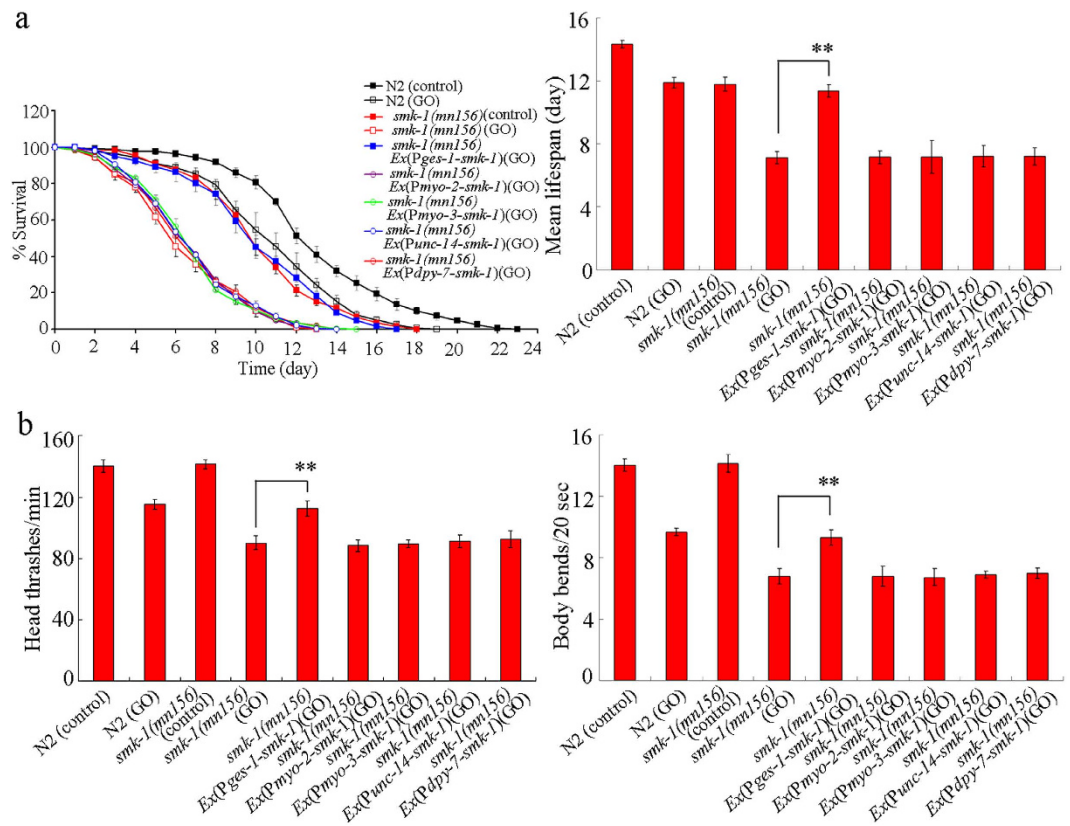 a
120
100
80
60
40
20
0
% Survival
0 2 4 6 8 10 12 14 16 18 20 22 24
Time (day)
N2 (control)
N2 (GO)
smk-1(mn156)(control)
smk-1(mn156)(GO)
smk-1(mn156)
Ex(Pges-1-smk-1)(GO)
smk-1(mn156)
Ex(Pmyo-2-smk-1)(GO)
smk-1(mn156)
Ex(Pmyo-3-smk-1)(GO)
smk-1(mn156)
Ex(Punc-14-smk-1)(GO)
smk-1(mn156)
Ex(Pdpy-7-smk-1)(GO)
16
12
8
4
0
Mean lifespan (day)
**
N2 (control)
N2 (GO)
smk-1(mn156)
(control)
smk-1(mn156)
(GO)
smk-1(mn156)
Ex(Pges-1-smk-1)(GO)
smk-1(mn156)
Ex(Pmyo-2-smk-1)(GO)
smk-1(mn156)
Ex(Pmyo-3-smk-1)(GO)
smk-1(mn156)
Ex(Punc-14-smk-1)(GO)
smk-1(mn156)
Ex(Pdpy-7-smk-1)(GO)
b
160
120
80
40
0
Head thrashes/min
**
N2 (control)
N2 (GO)
smk-1(mn156)
(control)
smk-1(mn156)
(GO)
smk-1(mn156)
Ex(Pges-1-smk-1)(GO)
smk-1(mn156)
Ex(Pmyo-2-smk-1)(GO)
smk-1(mn156)
Ex(Pmyo-3-smk-1)(GO)
smk-1(mn156)
Ex(Punc-14-smk-1)(GO)
smk-1(mn156)
Ex(Pdpy-7-smk-1)(GO)
16
12
8
4
0
Body bends/20 sec
**
N2 (control)
N2 (GO)
smk-1(mn156)
(control)
smk-1(mn156)
(GO)
smk-1(mn156)
Ex(Pges-1-smk-1)(GO)
smk-1(mn156)
Ex(Pmyo-2-smk-1)(GO)
smk-1(mn156)
Ex(Pmyo-3-smk-1)(GO)
smk-1(mn156)
Ex(Punc-14-smk-1)(GO)
smk-1(mn156)
Ex(Pdpy-7-smk-1)(GO)